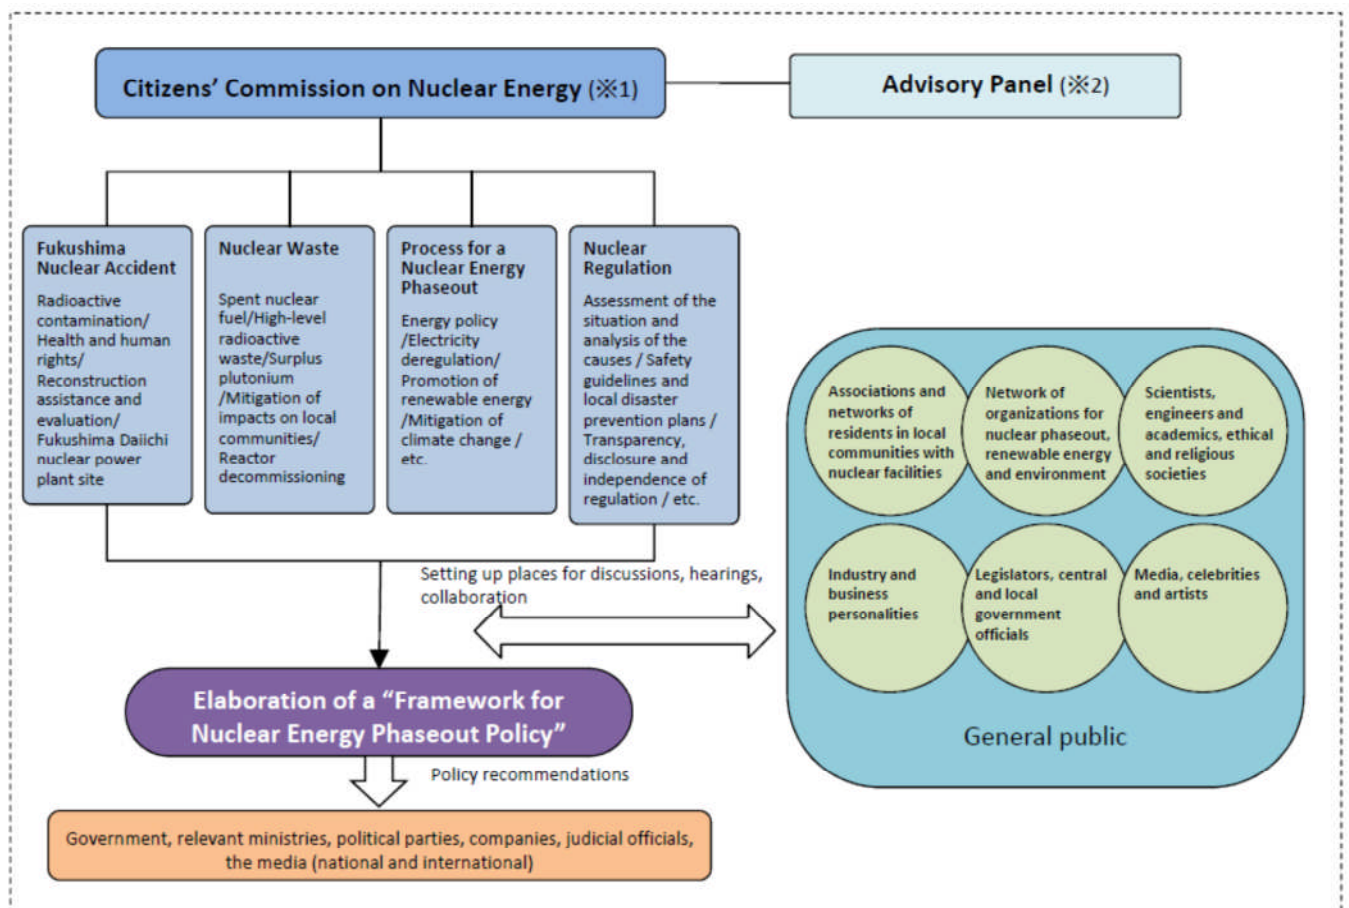 Citizens' Commission on Nuclear Energy (※1)
Advisory Panel (※2)
Fukushima
Nuclear Accident
Radioactive
contamination/
Health and human
rights/
Reconstruction
assistance and
evaluation/
Fukushima Daiichi
nuclear power
plant site
Nuclear Waste
Spent nuclear
fuel/High-level
radioactive
waste/Surplus
plutonium
/Mitigation of
impacts on local
communities/
Reactor
decommissioning
Process for a
Nuclear Energy
Phaseout
Energy policy
/Electricity
deregulation/
Promotion of
renewable energy
/Mitigation of
climate change /
etc.
Nuclear
Regulation
Assessment of the
situation and
analysis of the
causes / Safety
guidelines and
local disaster
prevention plans /
Transparency,
disclosure and
independence of
regulation / etc.
Associations and
networks of
residents in local
communities with
nuclear facilities
Network of
organizations for
nuclear phaseout,
renewable energy
and environment
Scientists,
engineers and
academics, ethical
and religious
societies
Industry and
business
personalities
Legislators, central
and local
government
officials
Media, celebrities
and artists
General public
Setting up places for discussions, hearings,
collaboration
Elaboration of a “Framework for
Nuclear Energy Phaseout Policy”
Policy recommendations
Government, relevant ministries, political parties, companies, judicial officials,
the media (national and international)